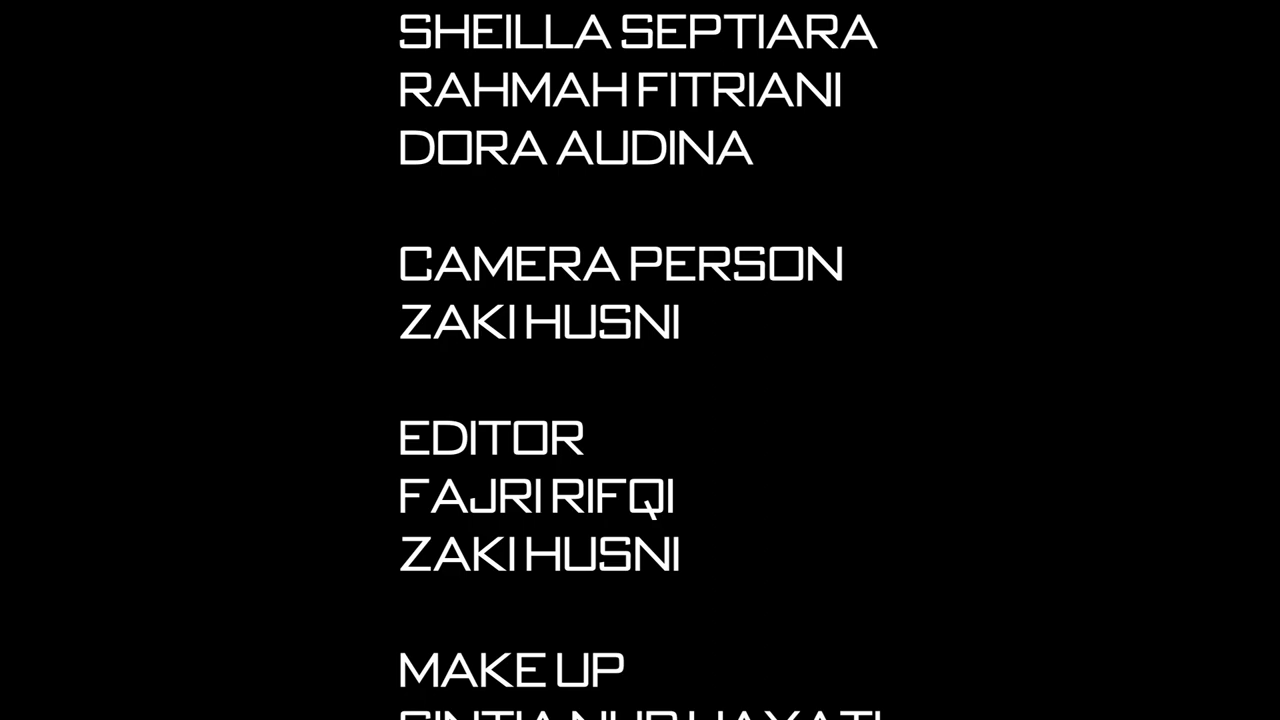 SHEILLA SEPTIARA
RAHMAH FITRIANI
DORA AUDINA
CAMERA PERSON
ZAKI HUSNI
EDITOR
FAJRI RIFQI
ZAKI HUSNI
MAKE UP